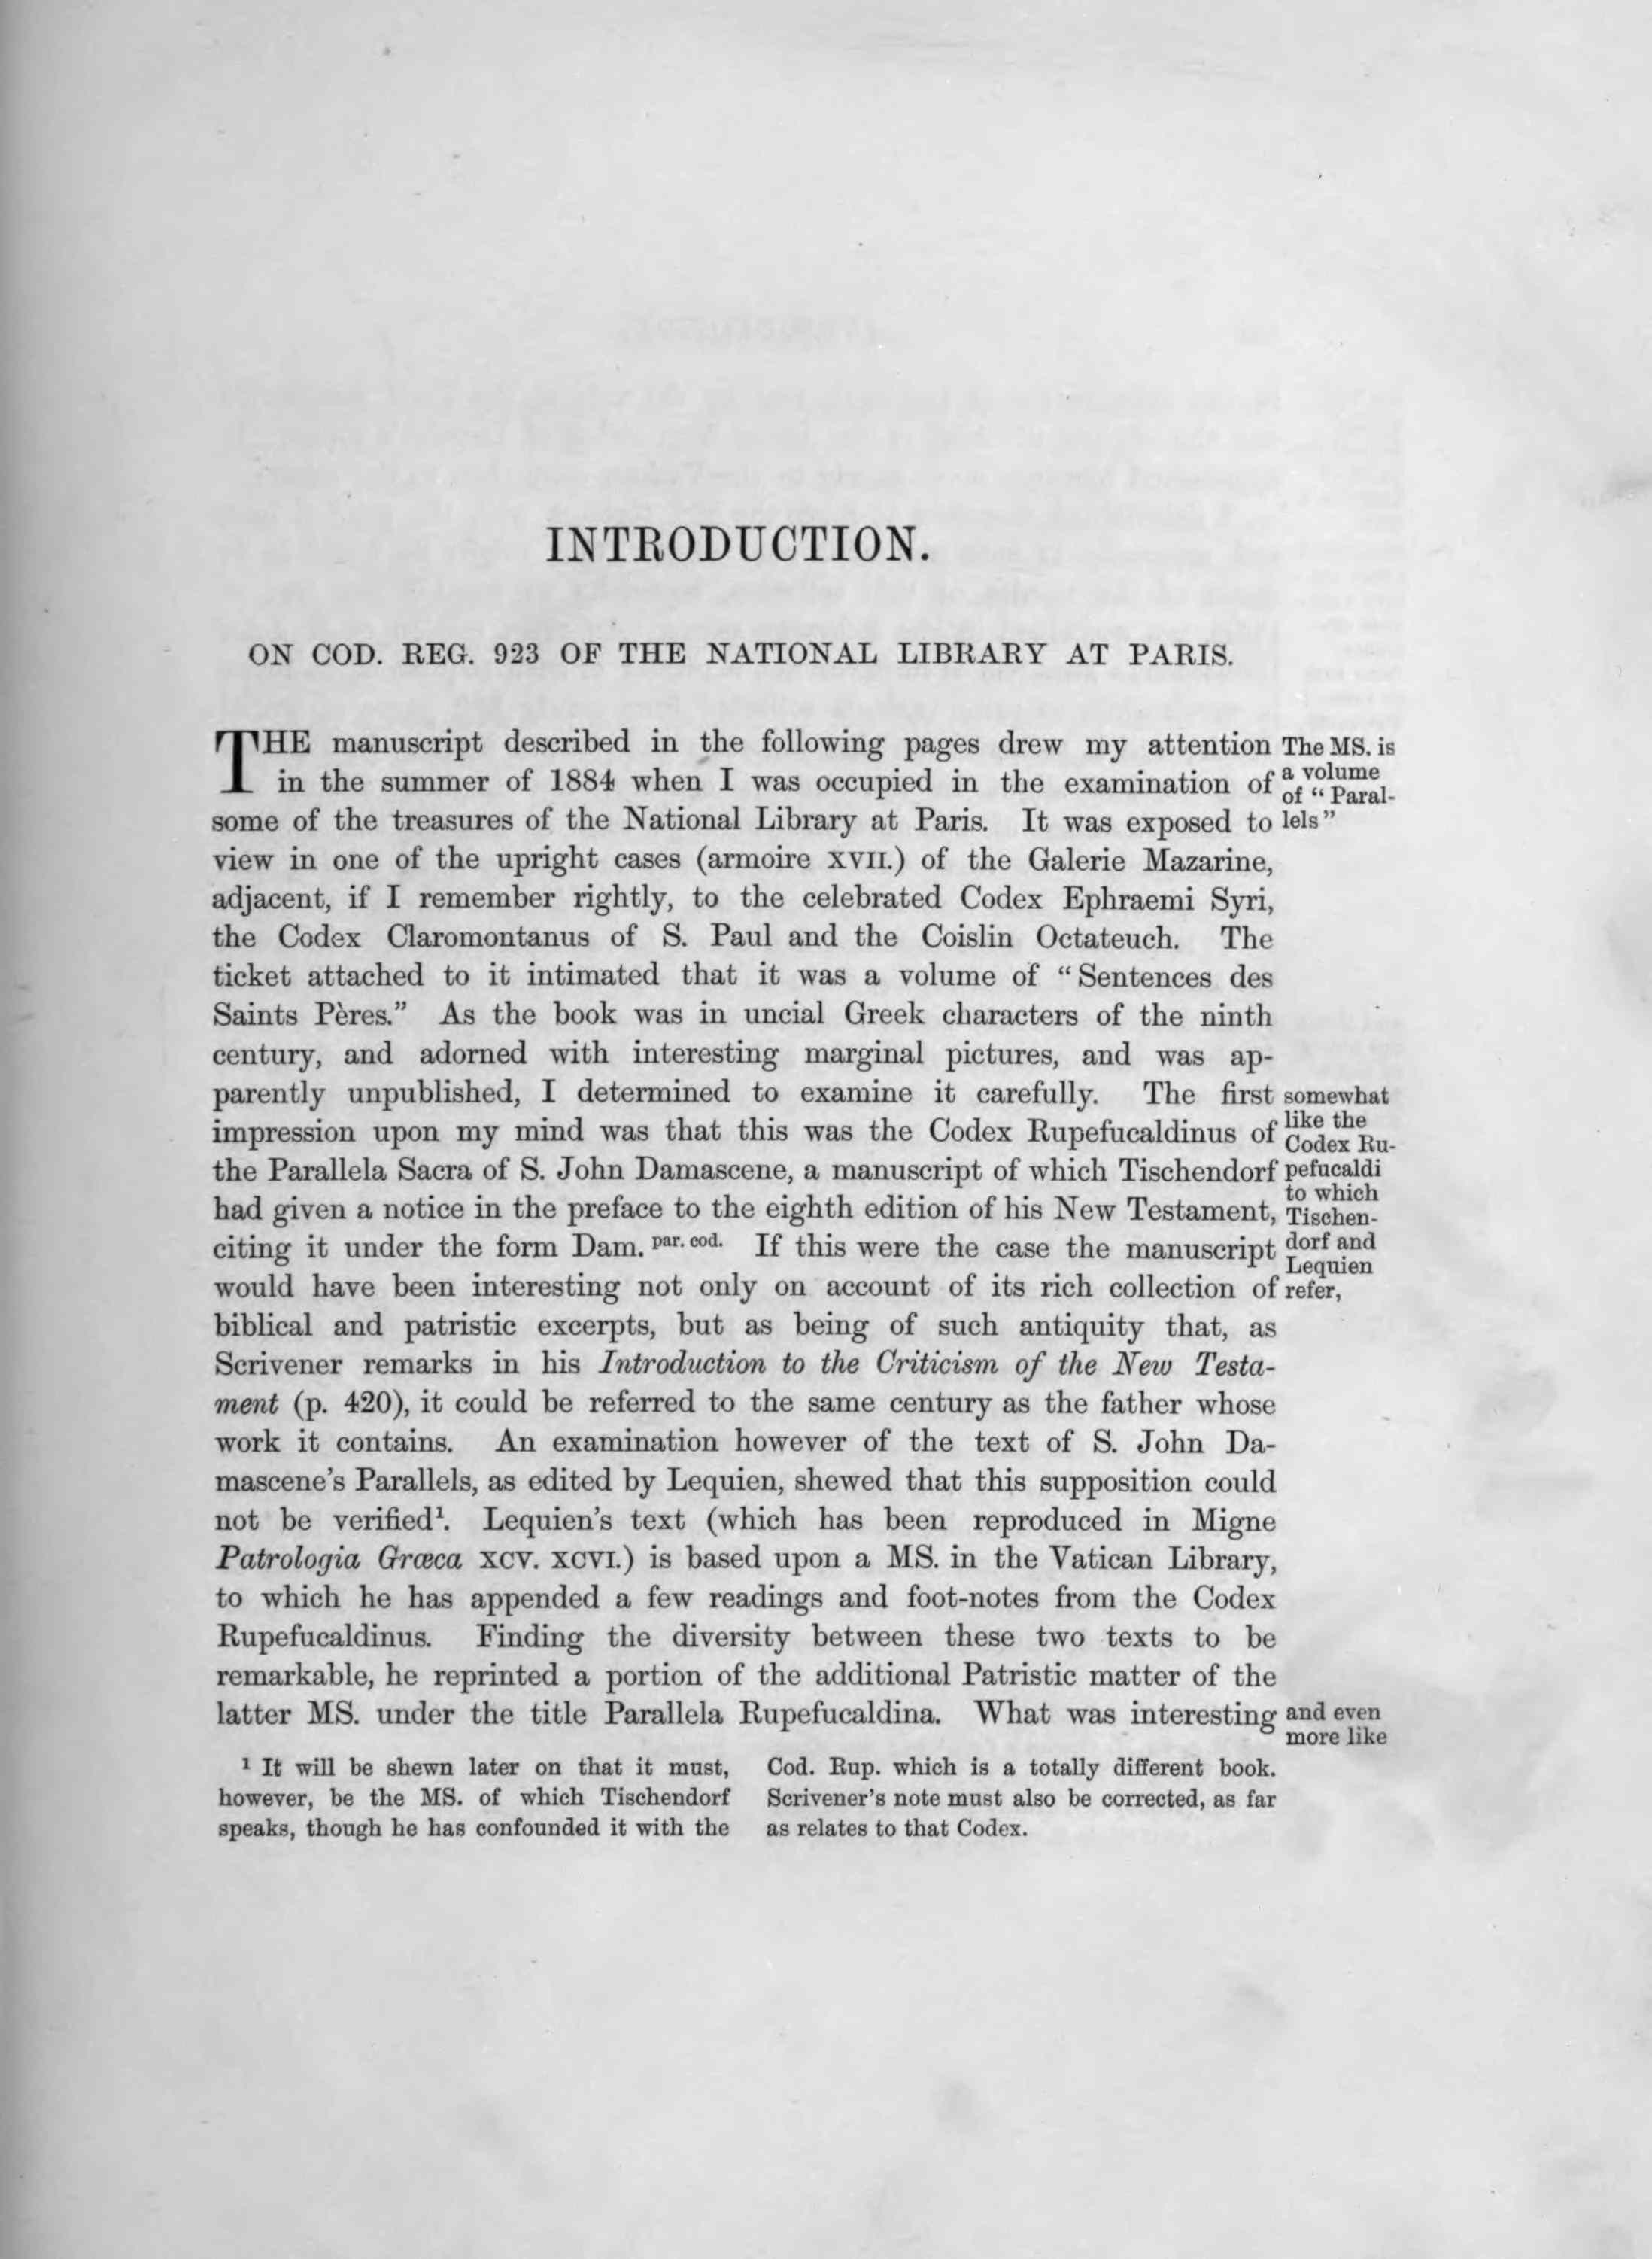 INTRODUCTION.
ON COD. REG. 923 OF THE NATIONAL LIBRARY AT PARIS.
THE manuscript described in the following pages drew my attention
in the summer of 1884 when I was occupied in the examination of
some of the treasures of the National Library at Paris. It was exposed to
view in one of the upright cases (armoire XVII.) of the Galerie Mazarine,
adjacent, if I remember rightly, to the celebrated Codex Ephraemi Syri,
the Codex Claromontanus of S. Paul and the Coislin Octateuch. The
ticket attached to it intimated that it was a volume of "Sentences des
Saints Pères." As the book was in uncial Greek characters of the ninth
century, and adorned with interesting marginal pictures, and was ap-
parently unpublished, I determined to examine it carefully. The first
impression upon my mind was that this was the Codex Rupefucaldinus of
the Parallela Sacra of S. John Damascene, a manuscript of which Tischendorf
had given a notice in the preface to the eighth edition of his New Testament,
citing it under the form Dam. par. cod. If this were the case the manuscript
would have been interesting not only on account of its rich collection of
biblical and patristic excerpts, but as being of such antiquity that, as
Scrivener remarks in his Introduction to the Criticism of the New Testa-
ment (p. 420), it could be referred to the same century as the father whose
work it contains. An examination however of the text of S. John Da-
mascene's Parallels, as edited by Lequien, shewed that this supposition could
not be verified¹. Lequien's text (which has been reproduced in Migne
Patrologia Græca XCV. XCVI.) is based upon a MS. in the Vatican Library,
to which he has appended a few readings and foot-notes from the Codex
Rupefucaldinus. Finding the diversity between these two texts to be
remarkable, he reprinted a portion of the additional Patristic matter of the
latter MS. under the title Parallela Rupefucaldina. What was interesting
The MS. is
a volume
of "Paral-
lels"
somewhat
like the
Codex Ru-
pefucaldi
to which
Tischen-
dorf and
Lequien
refer,
and even
more like
¹ It will be shewn later on that it must,
however, be the MS. of which Tischendorf
speaks, though he has confounded it with the
Cod. Rup. which is a totally different book.
Scrivener's note must also be corrected, as far
as relates to that Codex.